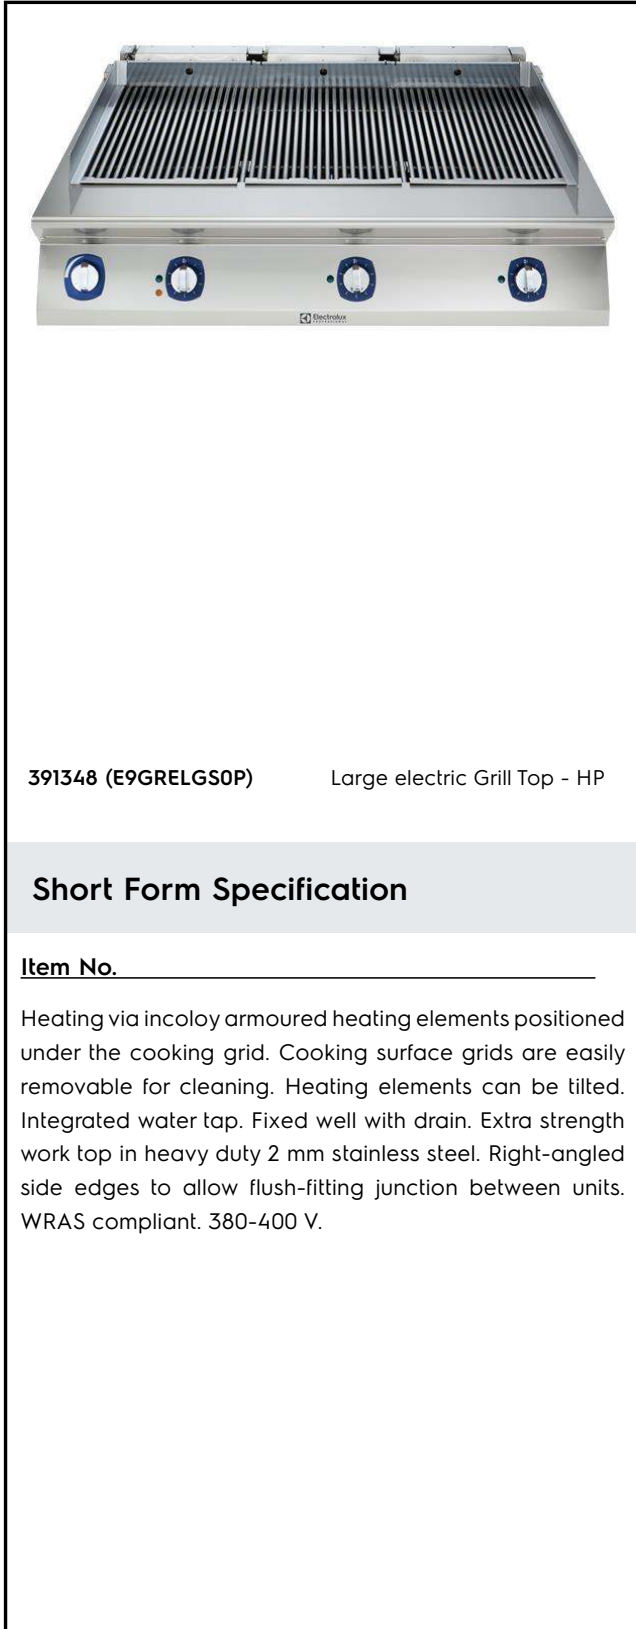 Electrolux
PROFESSIONAL
391348 (E9GRELGS0P) Large electric Grill Top - HP
Short Form Specification
Item No.
Heating via incoloy armoured heating elements positioned
under the cooking grid. Cooking surface grids are easily
removable for cleaning. Heating elements can be tilted.
Integrated water tap. Fixed well with drain. Extra strength
work top in heavy duty 2 mm stainless steel. Right-angled
side edges to allow flush-fitting junction between units.
WRAS compliant. 380-400 V.